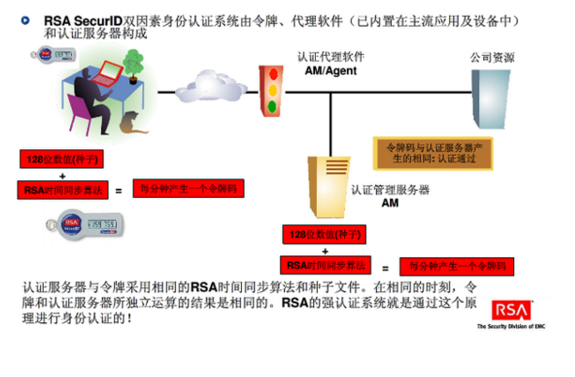 RSA SecurID双因素身份认证系统由令牌、代理软件（已内置在主流应用及设备中）
和认证服务器构成
认证代理软件
AM/Agent
公司资源
令牌码与认证服务器产
生的相同: 认证通过
128位数值(种子)
+
RSA时间同步算法 = 每分钟产生一个令牌码
认证管理服务器
AM
RSA
SecurID
128位数值(种子)
+
RSA时间同步算法 = 每分钟产生一个令牌码
认证服务器与令牌采用相同的RSA时间同步算法和种子文件。在相同的时刻，令
牌和认证服务器所独立运算的结果是相同的。RSA的强认证系统就是通过这个原
理进行身份认证的！
RSA
The Security Division of EMC